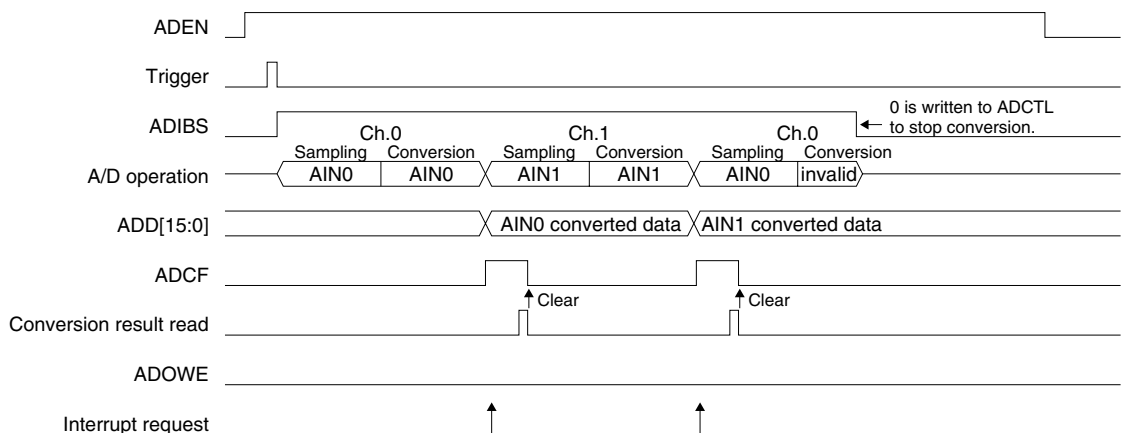 ADEN
Trigger
ADIBS
0 is written to ADCTL
to stop conversion.
Ch.0 Ch.1 Ch.0
Sampling Conversion Sampling Conversion Sampling Conversion
A/D operation AIN0 AIN0 AIN1 AIN1 AIN0 invalid
ADD[15:0] AIN0 converted data AIN1 converted data
ADCF
Clear Clear
Conversion result read
ADOWE
Interrupt request